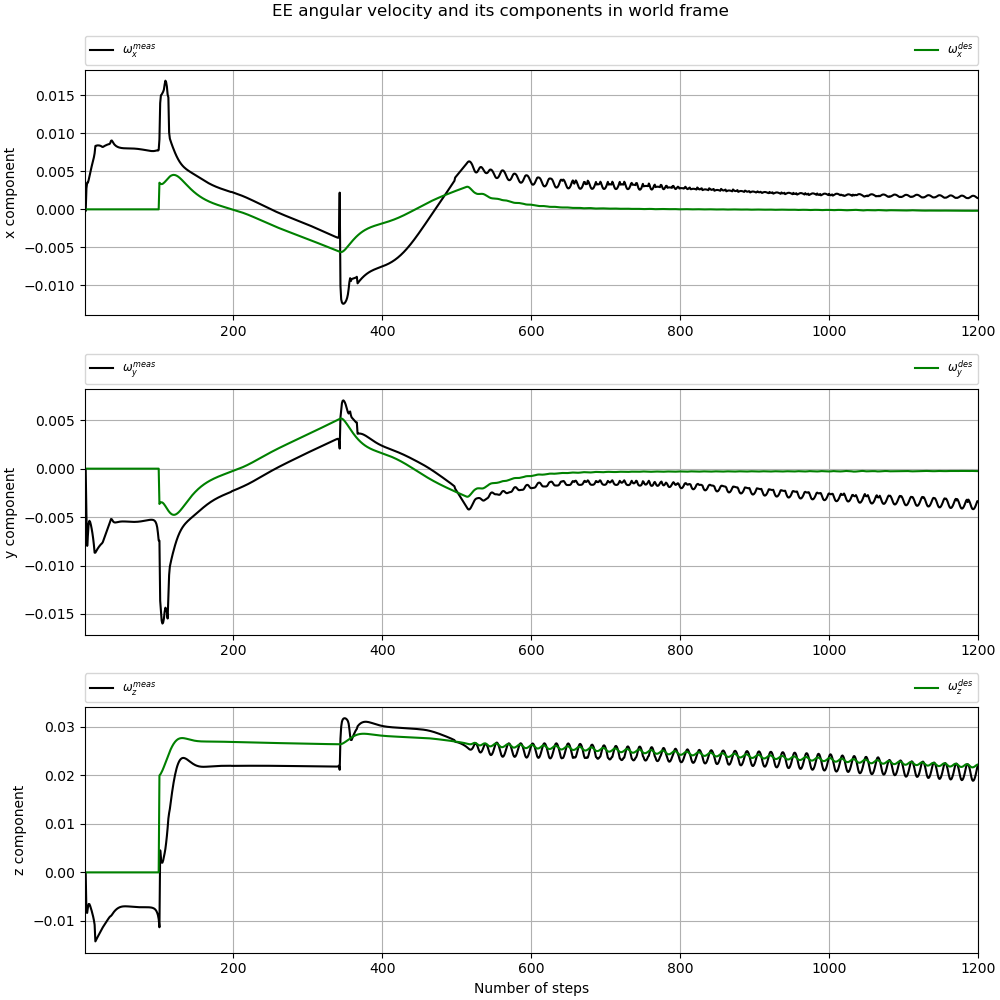 EE angular velocity and its components in world frame
ω_x^meas ω_x^des
0.015
0.010
0.005
0.000
−0.005
−0.010
x component
200 400 600 800 1000 1200
ω_y^meas ω_y^des
0.005
0.000
−0.005
−0.010
−0.015
y component
200 400 600 800 1000 1200
ω_z^meas ω_z^des
0.03
0.02
0.01
0.00
−0.01
z component
200 400 600 800 1000 1200
Number of steps